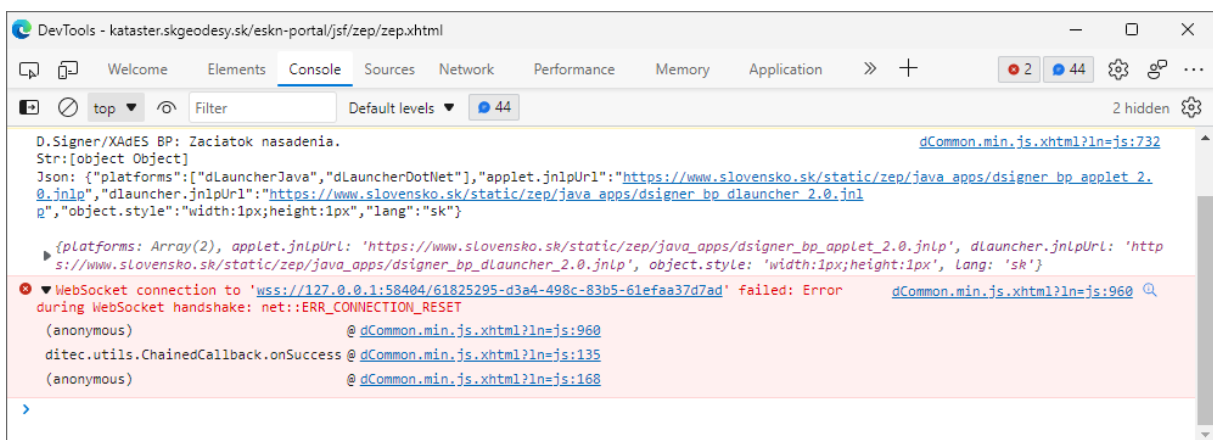 DevTools - kataster.skgeodesy.sk/eskn-portal/jsf/zep/zep.xhtml
Welcome Elements Console Sources Network Performance Memory Application 2 44
top Filter Default levels 44 2 hidden
D.Signer/XAdES BP: Zaciatok nasadenia. dCommon.min.js.xhtml?ln=js:732
Str:[object Object]
Json: {"platforms":["dLauncherJava","dLauncherDotNet"],"applet.jnlpUrl":"https://www.slovensko.sk/static/zep/java_apps/dsigner_bp_applet_2.
0.jnlp","dlauncher.jnlpUrl":"https://www.slovensko.sk/static/zep/java_apps/dsigner_bp_dlauncher_2.0.jnl
p","object.style":"width:1px;height:1px","lang":"sk"}
{platforms: Array(2), applet.jnlpUrl: 'https://www.slovensko.sk/static/zep/java_apps/dsigner_bp_applet_2.0.jnlp', dlauncher.jnlpUrl: 'http
s://www.slovensko.sk/static/zep/java_apps/dsigner_bp_dlauncher_2.0.jnlp', object.style: 'width:1px;height:1px', lang: 'sk'}
WebSocket connection to 'wss://127.0.0.1:58404/61825295-d3a4-498c-83b5-61efaa37d7ad' failed: Error dCommon.min.js.xhtml?ln=js:960
during WebSocket handshake: net::ERR_CONNECTION_RESET
(anonymous) @ dCommon.min.js.xhtml?ln=js:960
ditec.utils.ChainedCallback.onSuccess @ dCommon.min.js.xhtml?ln=js:135
(anonymous) @ dCommon.min.js.xhtml?ln=js:168